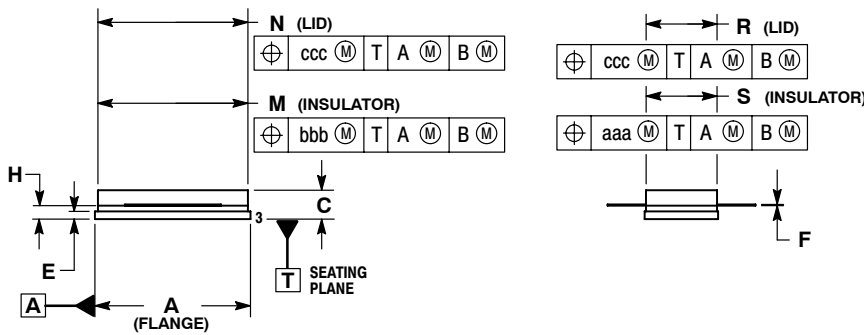 N (LID)
⌖ ccc Ⓜ T A Ⓜ B Ⓜ
M (INSULATOR)
⌖ bbb Ⓜ T A Ⓜ B Ⓜ
R (LID)
⌖ ccc Ⓜ T A Ⓜ B Ⓜ
S (INSULATOR)
⌖ aaa Ⓜ T A Ⓜ B Ⓜ
H
C
3
E
F
T SEATING
PLANE
A
A
(FLANGE)